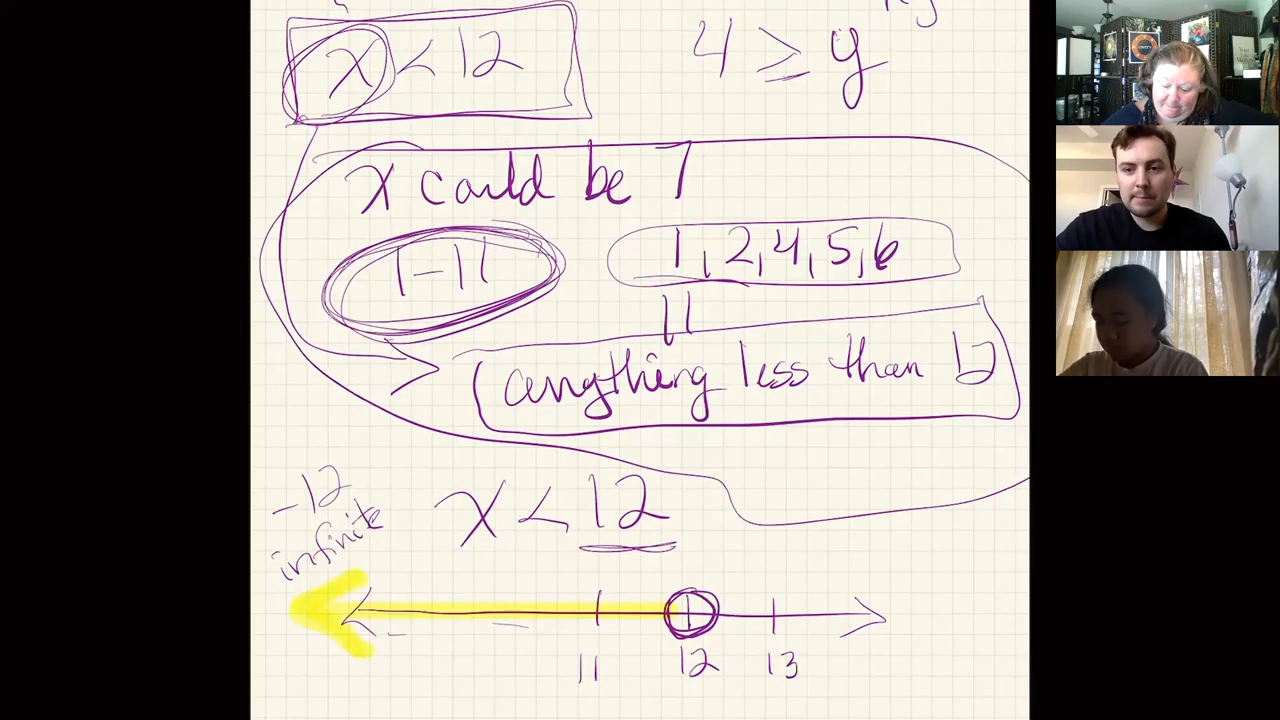 x < 12
4 ≥ y
x could be 7
1-11
1, 2, 4, 5, 6
11
anything less than 12
-12
infinite
x < 12
11 12 13